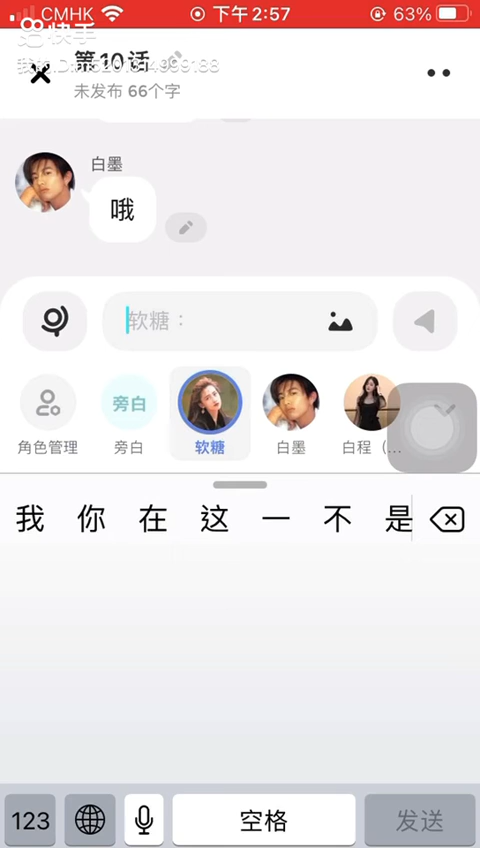 CMHK 下午2:57 63%
快手
第10话
未发布 66个字
白墨
哦
软糖：
旁白
角色管理 旁白 软糖 白墨 白程（...
我 你 在 这 一 不 是
123 空格 发送